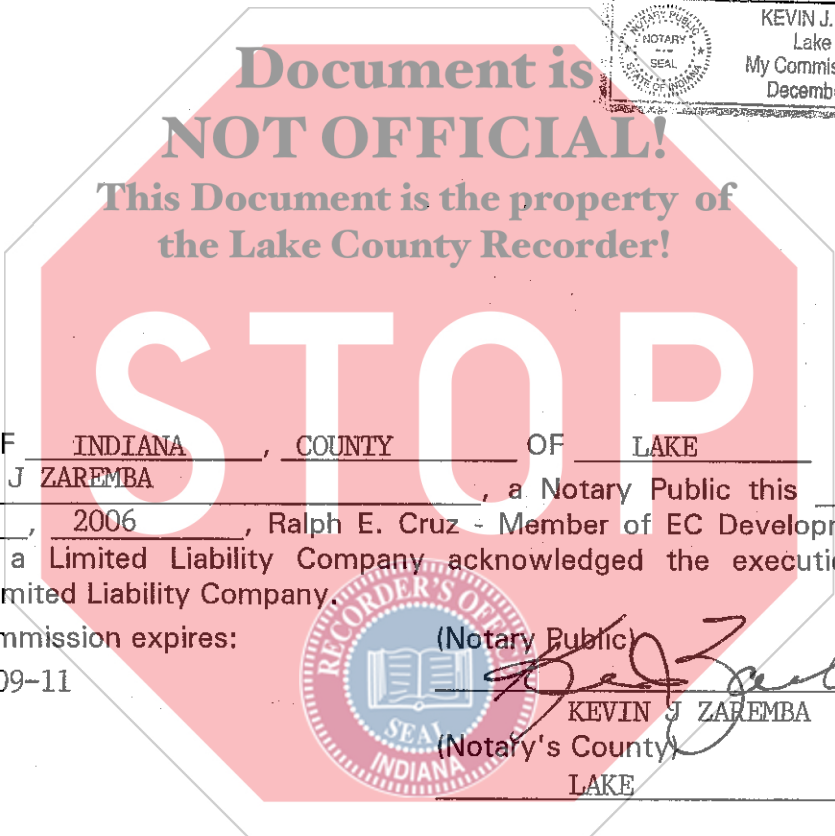 KEVIN J.
NOTARY PUBLIC
NOTARY
SEAL
STATE OF INDIANA
Lake
My Commis
Decemb
Document is
NOT OFFICIAL!
This Document is the property of
the Lake County Recorder!
STOP
F INDIANA, COUNTY OF LAKE
J ZAREMBA, a Notary Public this
, 2006, Ralph E. Cruz - Member of EC Developm
a Limited Liability Company acknowledged the executi
mited Liability Company.
mmission expires: (Notary Public)
09-11
KEVIN J ZAREMBA
(Notary's County)
LAKE
RECORDER'S OFFICE
SEAL
INDIANA